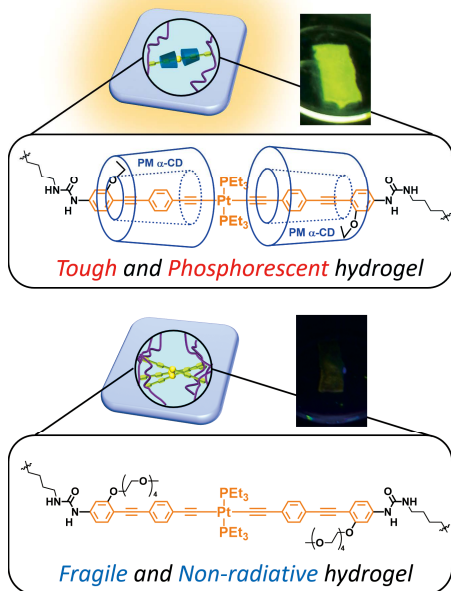 PM α-CD
O
N
H
O
N
H
PEt3
Pt
PEt3
O
PM α-CD
H
N
O
N
H
Tough and Phosphorescent hydrogel
O
N
H
O
N
H
O
O
4
PEt3
Pt
PEt3
O
O
4
H
N
O
N
H
Fragile and Non-radiative hydrogel